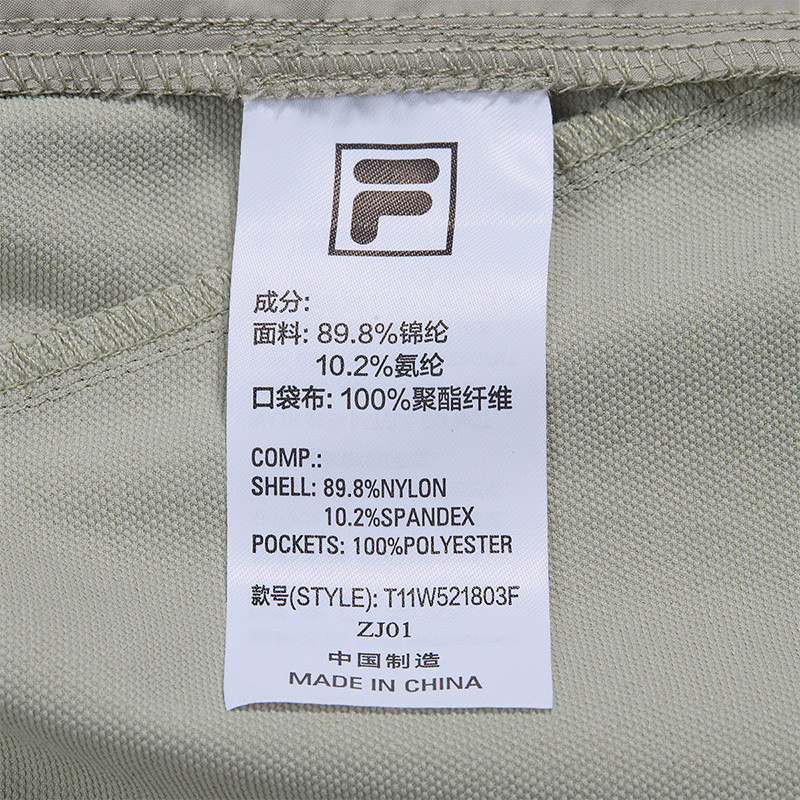 F
成分:
面料: 89.8%锦纶
10.2%氨纶
口袋布: 100%聚酯纤维
COMP.:
SHELL: 89.8%NYLON
10.2%SPANDEX
POCKETS: 100%POLYESTER
款号(STYLE): T11W521803F
ZJ01
中国制造
MADE IN CHINA